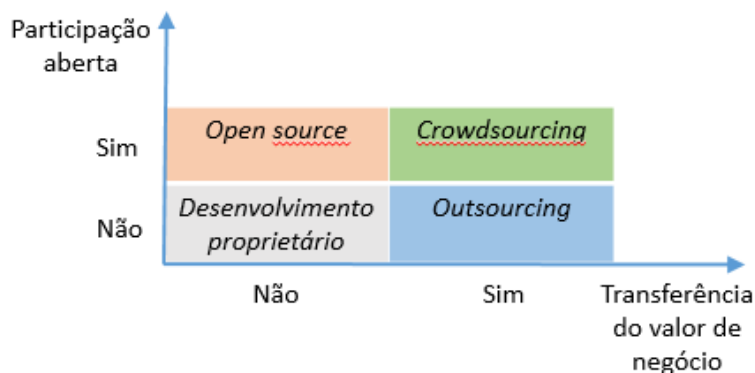 Participação
aberta
Sim
Open source
Crowdsourcing
Não
Desenvolvimento
proprietário
Outsourcing
Não
Sim
Transferência
do valor de
negócio